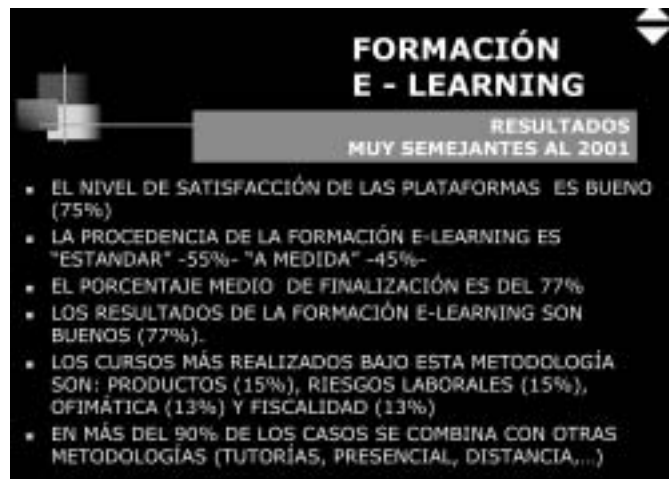 FORMACIÓN
E - LEARNING
RESULTADOS
MUY SEMEJANTES AL 2001
▪ EL NIVEL DE SATISFACCIÓN DE LAS PLATAFORMAS ES BUENO
(75%)
▪ LA PROCEDENCIA DE LA FORMACIÓN E-LEARNING ES
"ESTANDAR" -55%- "A MEDIDA" -45%-
▪ EL PORCENTAJE MEDIO DE FINALIZACIÓN ES DEL 77%
▪ LOS RESULTADOS DE LA FORMACIÓN E-LEARNING SON
BUENOS (77%).
▪ LOS CURSOS MÁS REALIZADOS BAJO ESTA METODOLOGÍA
SON: PRODUCTOS (15%), RIESGOS LABORALES (15%),
OFIMÁTICA (13%) Y FISCALIDAD (13%)
▪ EN MÁS DEL 90% DE LOS CASOS SE COMBINA CON OTRAS
METODOLOGÍAS (TUTORÍAS, PRESENCIAL, DISTANCIA,...)